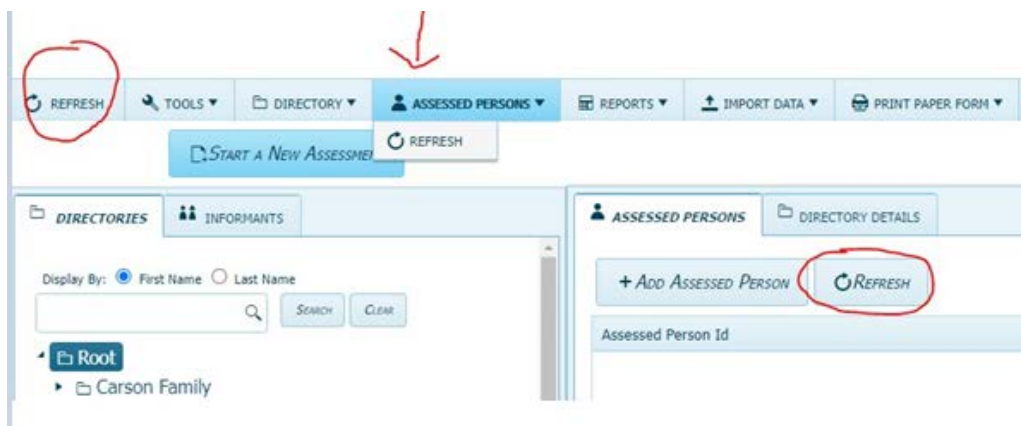 REFRESH TOOLS ▼ DIRECTORY ▼ ASSESSED PERSONS ▼ REPORTS ▼ IMPORT DATA ▼ PRINT PAPER FORM ▼
START A NEW ASSESSMEN REFRESH
DIRECTORIES INFORMANTS
Display By: First Name Last Name
SEARCH CLEAR
Root
Carson Family
ASSESSED PERSONS DIRECTORY DETAILS
+ ADD ASSESSED PERSON REFRESH
Assessed Person Id